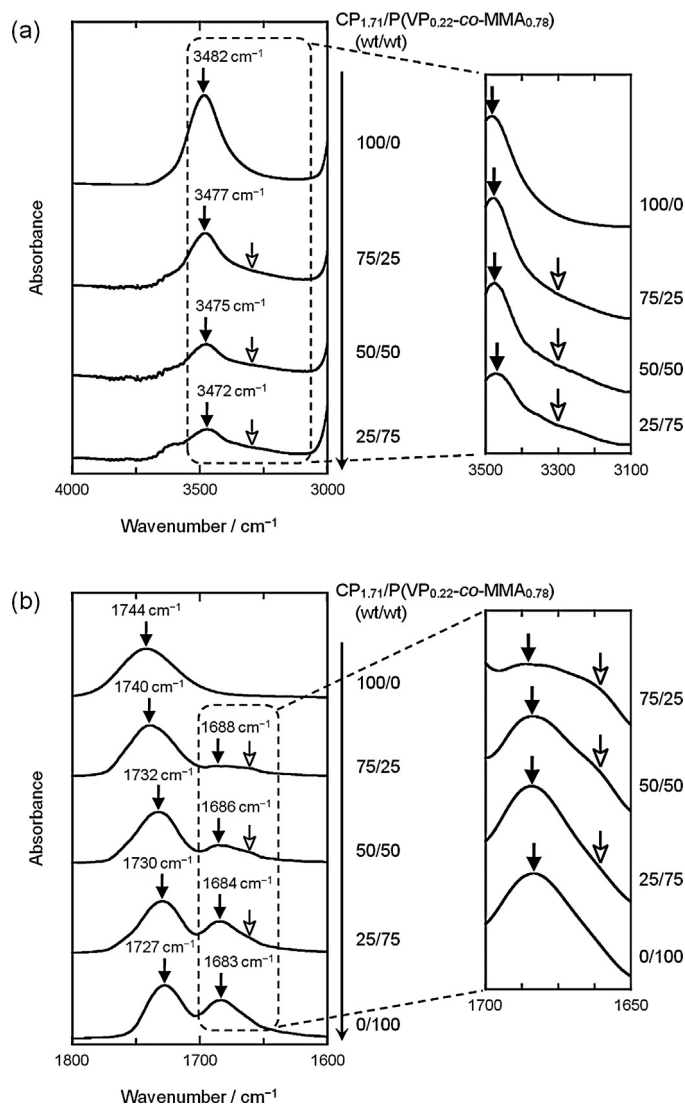 (a)
CP1.71/P(VP0.22-co-MMA0.78)
(wt/wt)
3482 cm−1
100/0
3477 cm−1
75/25
3475 cm−1
50/50
3472 cm−1
25/75
Absorbance
4000 3500 3000
Wavenumber / cm−1
100/0
75/25
50/50
25/75
3500 3300 3100
(b)
CP1.71/P(VP0.22-co-MMA0.78)
(wt/wt)
1744 cm−1
100/0
1740 cm−1
1688 cm−1
75/25
1732 cm−1
1686 cm−1
50/50
1730 cm−1
1684 cm−1
25/75
1727 cm−1
1683 cm−1
0/100
Absorbance
1800 1700 1600
Wavenumber / cm−1
75/25
50/50
25/75
0/100
1700 1650